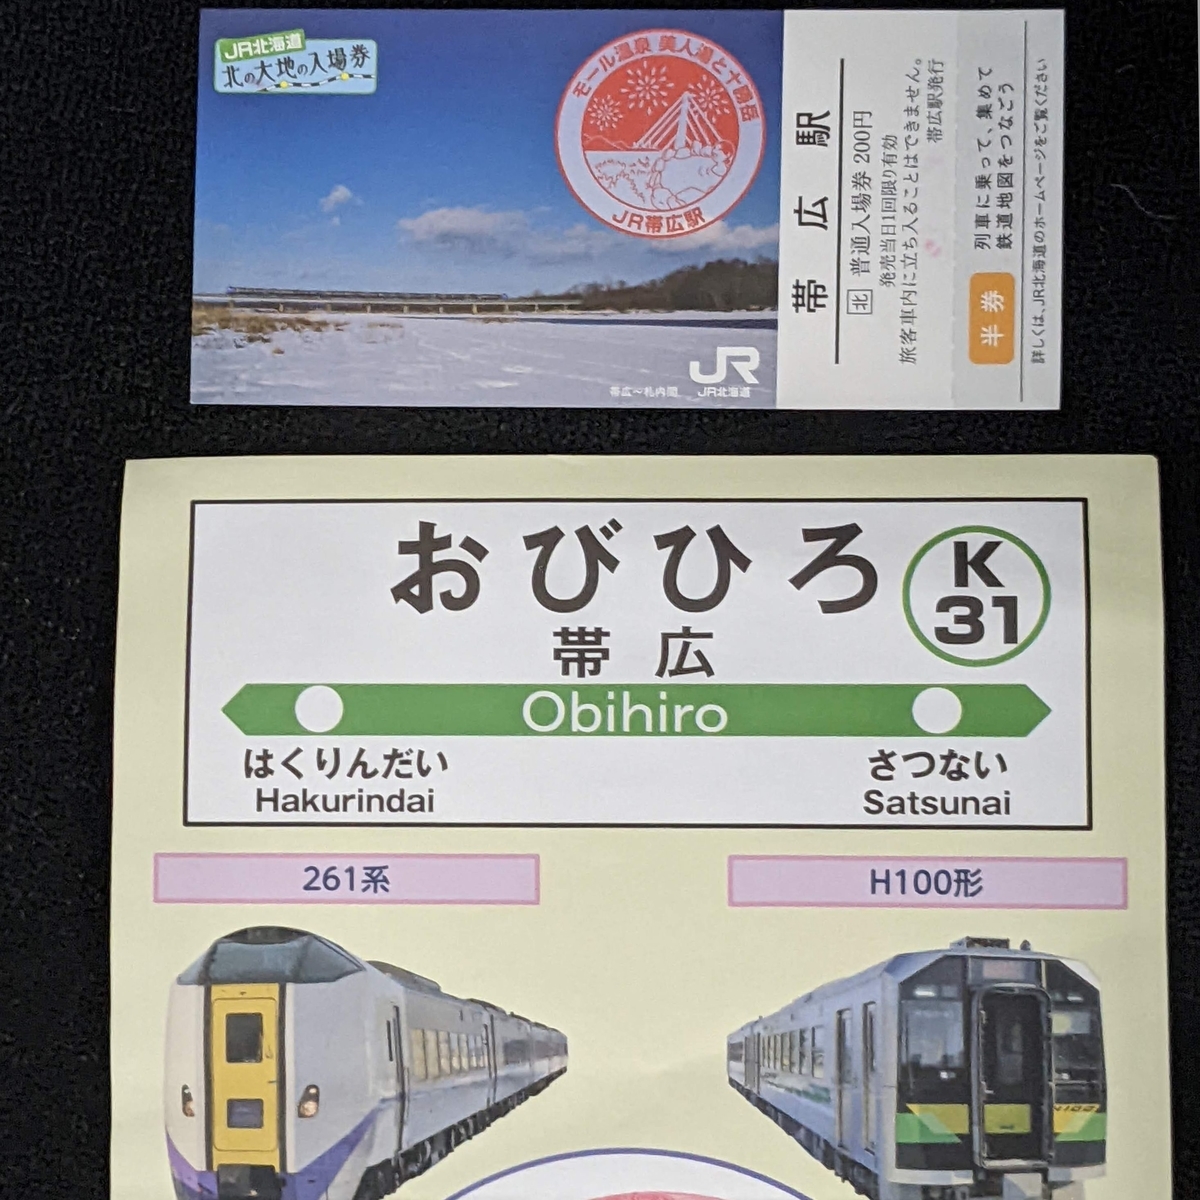 JR北海道
北の大地の入場券
モール温泉 美人湯と十勝岳
JR帯広駅
帯広～札内間
JR
JR北海道
帯広駅
北 普通入場券 200円
発売当日1回限り有効
旅客車内に立ち入ることはできません。
帯広駅発行
列車に乗って、集めて
鉄道地図をつなごう
半券
詳しくは、JR北海道のホームページをご覧ください
おびひろ
K
31
帯広
Obihiro
はくりんだい
Hakurindai
さつない
Satsunai
261系
H100形
H100